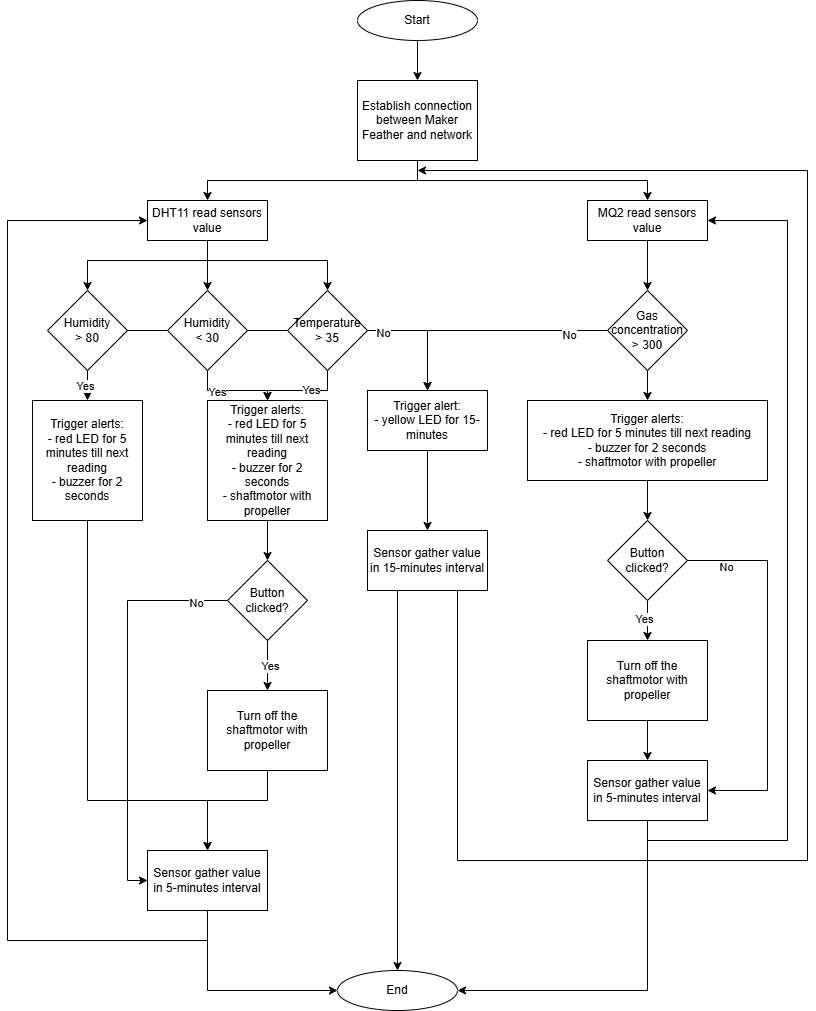 Start
Establish connection
between Maker
Feather and network
DHT11 read sensors
value
MQ2 read sensors
value
Humidity
> 80
Humidity
< 30
Temperature
> 35
No
No
Gas
concentration
> 300
Yes
Yes
Yes
Trigger alerts:
- red LED for 5
minutes till next
reading
- buzzer for 2
seconds
Trigger alerts:
- red LED for 5
minutes till next
reading
- buzzer for 2
seconds
- shaftmotor with
propeller
Trigger alert:
- yellow LED for 15-
minutes
Trigger alerts:
- red LED for 5 minutes till next reading
- buzzer for 2 seconds
- shaftmotor with propeller
Sensor gather value
in 15-minutes interval
Button
clicked?
No
Yes
Button
clicked?
No
Yes
Turn off the
shaftmotor with
propeller
Turn off the
shaftmotor with
propeller
Sensor gather value
in 5-minutes interval
Sensor gather value
in 5-minutes interval
End